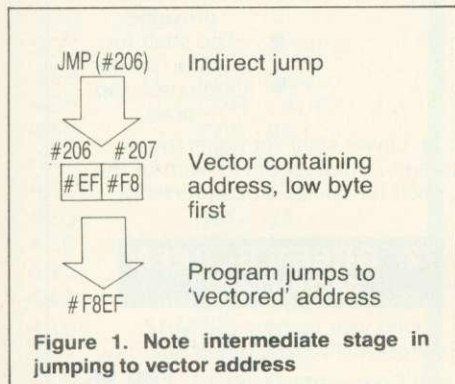 JMP (#206)
Indirect jump
#206 #207
#EF #F8
Vector containing
address, low byte
first
Program jumps to
'vectored' address
#F8EF
Figure 1. Note intermediate stage in
jumping to vector address